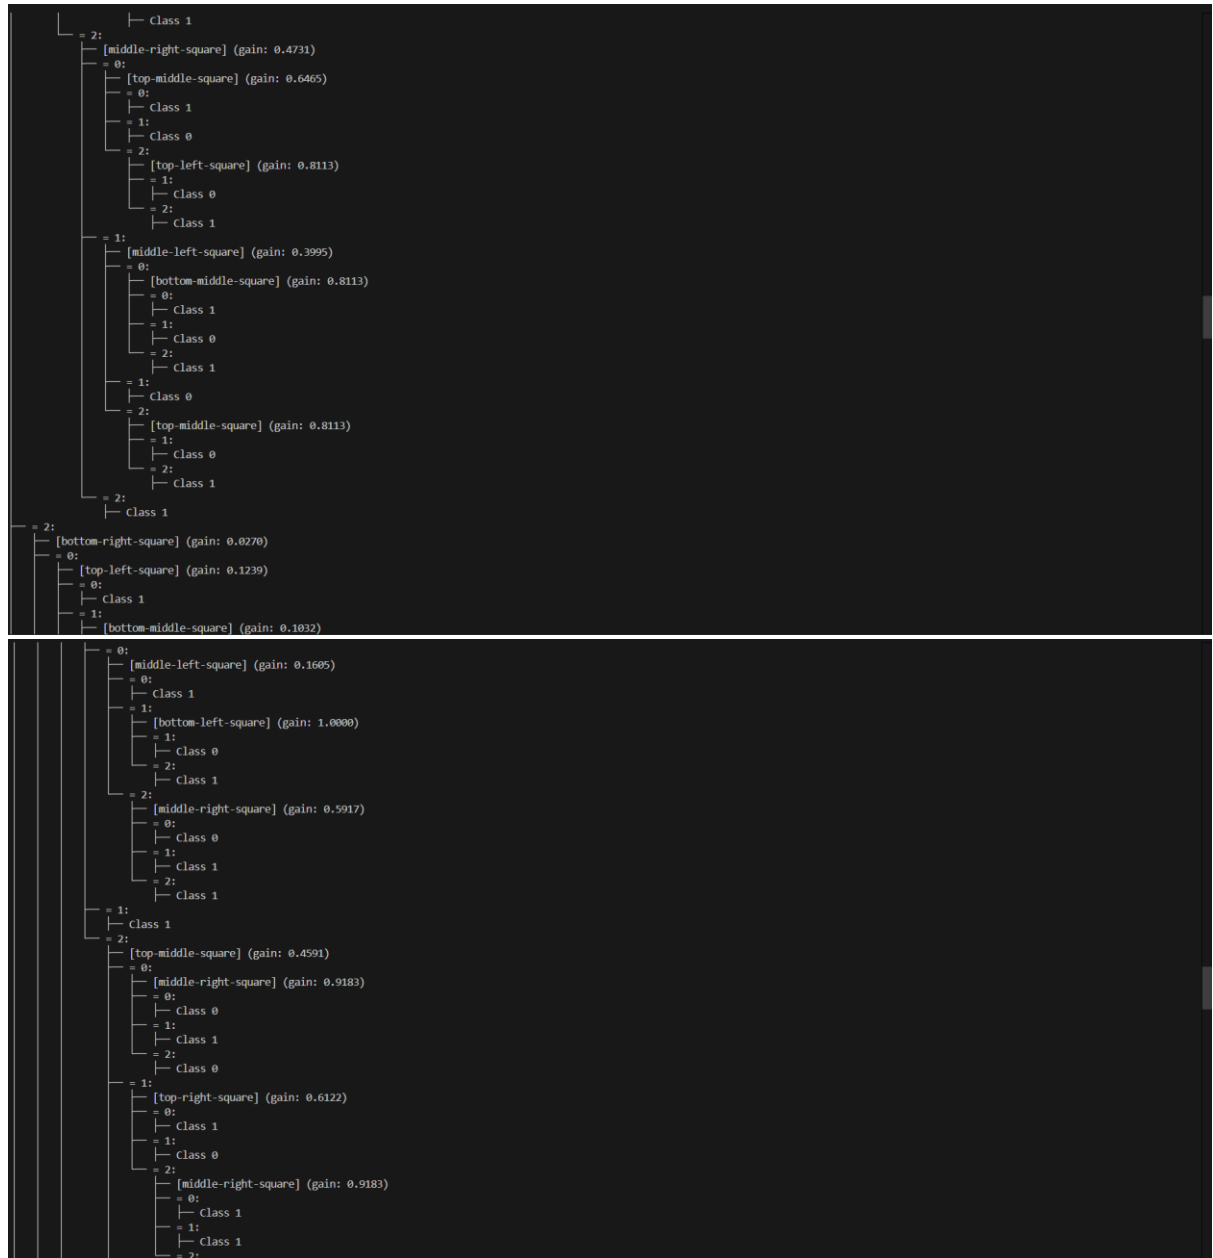 ├── Class 1
└── = 2:
├── [middle-right-square] (gain: 0.4731)
├── = 0:
├── [top-middle-square] (gain: 0.6465)
├── = 0:
├── Class 1
├── = 1:
├── Class 0
└── = 2:
├── [top-left-square] (gain: 0.8113)
├── = 1:
├── Class 0
└── = 2:
├── Class 1
├── = 1:
├── [middle-left-square] (gain: 0.3995)
├── = 0:
├── [bottom-middle-square] (gain: 0.8113)
├── = 0:
├── Class 1
├── = 1:
├── Class 0
└── = 2:
├── Class 1
├── = 1:
├── Class 0
└── = 2:
├── [top-middle-square] (gain: 0.8113)
├── = 1:
├── Class 0
└── = 2:
├── Class 1
└── = 2:
├── Class 1
├── = 2:
├── [bottom-right-square] (gain: 0.0270)
├── = 0:
├── [top-left-square] (gain: 0.1239)
├── = 0:
├── Class 1
├── = 1:
├── [bottom-middle-square] (gain: 0.1032)
├── = 0:
├── [middle-left-square] (gain: 0.1605)
├── = 0:
├── Class 1
├── = 1:
├── [bottom-left-square] (gain: 1.0000)
├── = 1:
├── Class 0
└── = 2:
├── Class 1
└── = 2:
├── [middle-right-square] (gain: 0.5917)
├── = 0:
├── Class 0
├── = 1:
├── Class 1
└── = 2:
├── Class 1
├── = 1:
├── Class 1
└── = 2:
├── [top-middle-square] (gain: 0.4591)
├── = 0:
├── [middle-right-square] (gain: 0.9183)
├── = 0:
├── Class 0
├── = 1:
├── Class 1
└── = 2:
├── Class 0
├── = 1:
├── [top-right-square] (gain: 0.6122)
├── = 0:
├── Class 1
├── = 1:
├── Class 0
└── = 2:
├── [middle-right-square] (gain: 0.9183)
├── = 0:
├── Class 1
├── = 1:
├── Class 1
└── = 2: